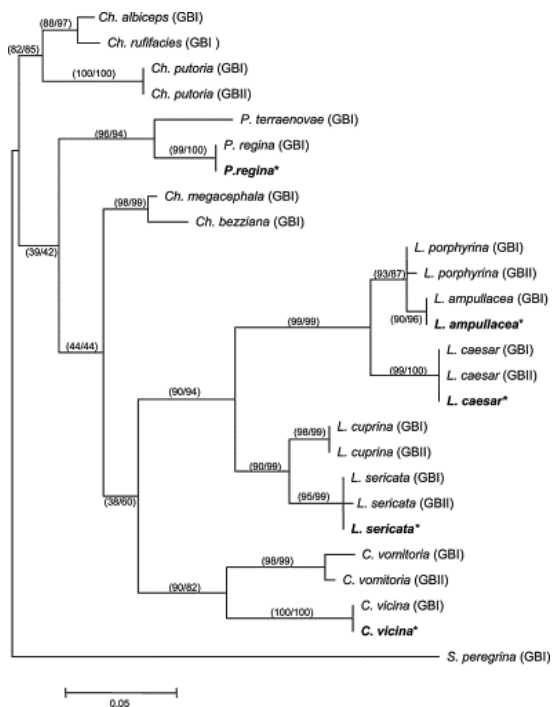 (88/97)
Ch. albiceps (GBI)
(82/85)
Ch. rufifacies (GBI )
(100/100)
Ch. putoria (GBI)
Ch. putoria (GBII)
P. terraenovae (GBI)
(96/94)
(99/100)
P. regina (GBI)
P.regina*
(98/99)
Ch. megacephala (GBI)
Ch. bezziana (GBI)
(39/42)
L. porphyrina (GBI)
(93/87)
L. porphyrina (GBII)
L. ampullacea (GBI)
(90/96)
L. ampullacea*
(99/99)
(44/44)
L. caesar (GBI)
(99/100)
L. caesar (GBII)
(90/94)
L. caesar*
L. cuprina (GBI)
(98/99)
L. cuprina (GBII)
(90/99)
L. sericata (GBI)
(95/99)
L. sericata (GBII)
(38/60)
L. sericata*
C. vomitoria (GBI)
(98/99)
C. vomitoria (GBII)
(90/82)
C. vicina (GBI)
(100/100)
C. vicina*
S. peregrina (GBI)
0.05